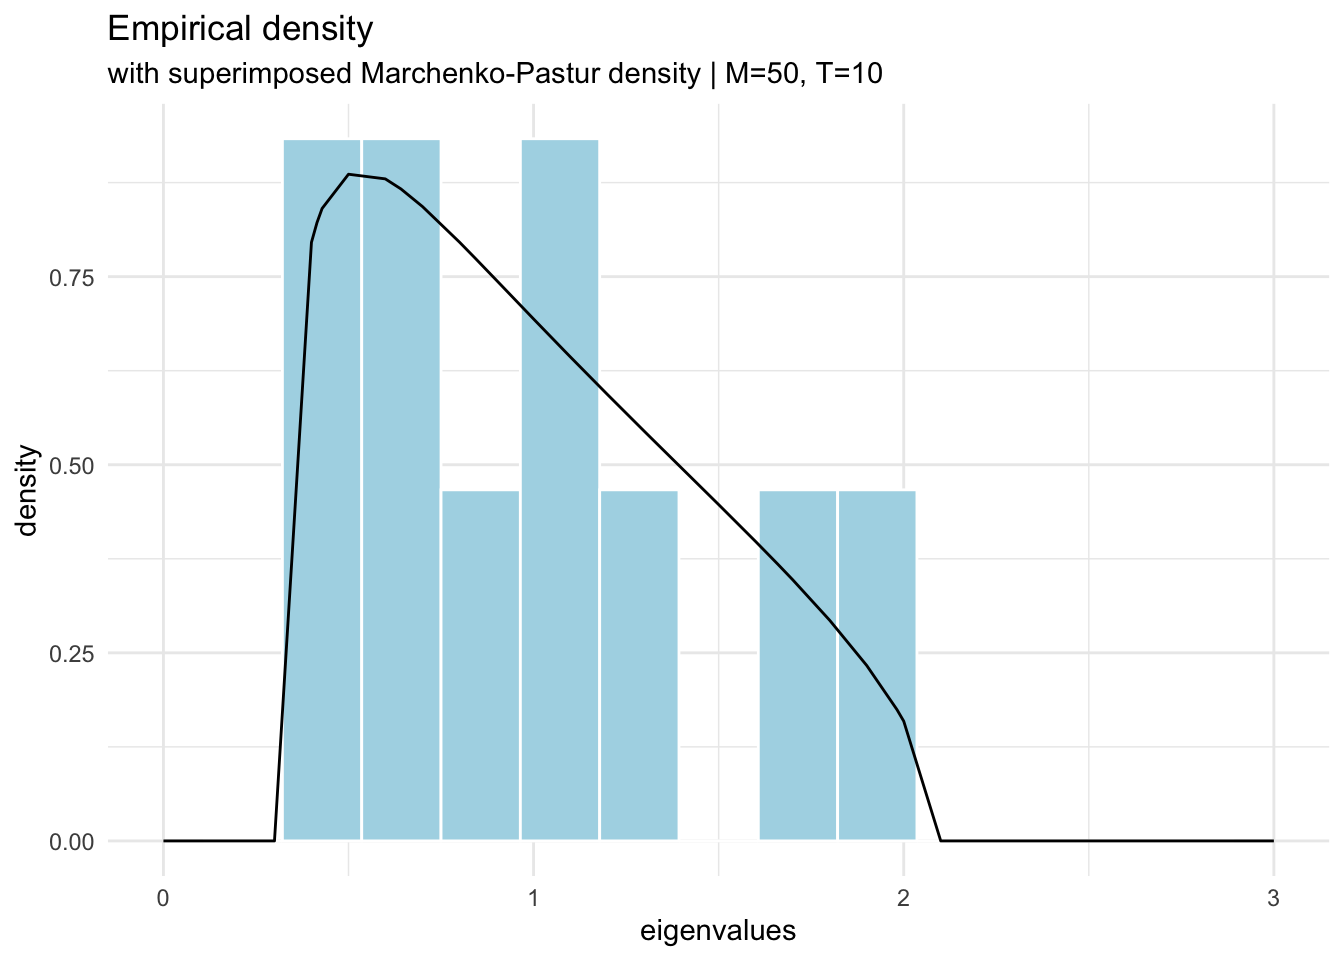 Empirical density
with superimposed Marchenko-Pastur density | M=50, T=10
density
0.75
0.50
0.25
0.00
0 1 2 3
eigenvalues